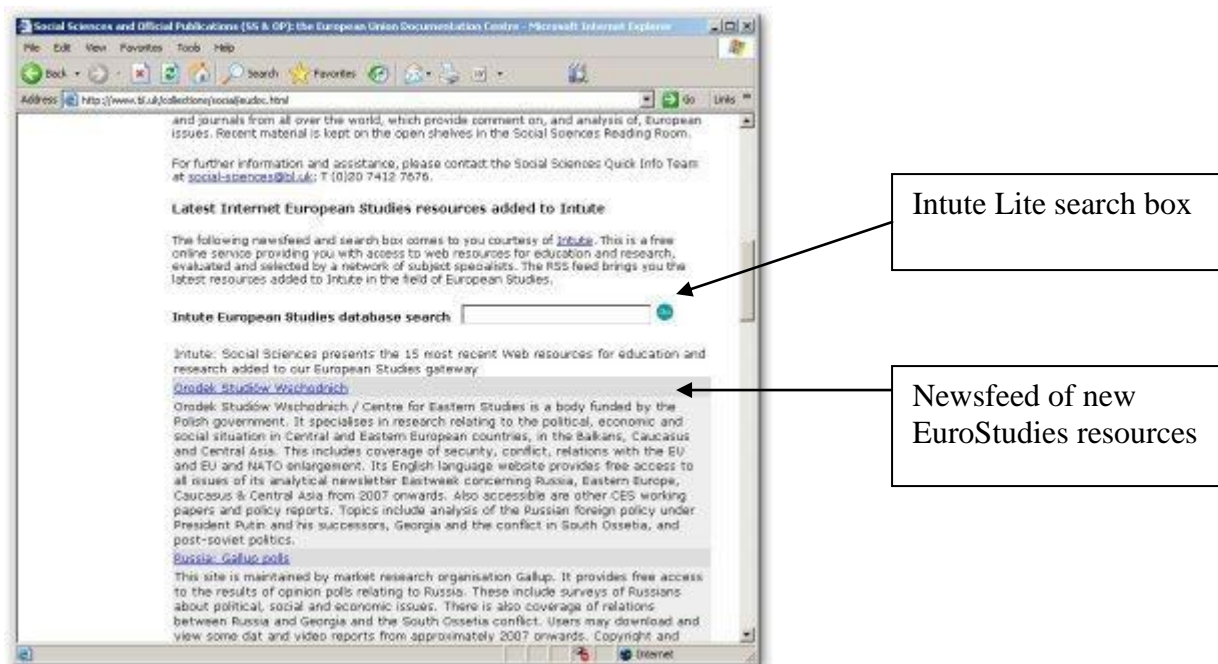 Social Sciences and Official Publications (SS & OP): the European Union Documentation Centre - Microsoft Internet Explorer
File Edit View Favorites Tools Help
Back Search Favorites
Address http://www.bl.uk/collections/social/eudoc.html Go Links »
and journals from all over the world, which provide comment on, and analysis of, European
issues. Recent material is kept on the open shelves in the Social Sciences Reading Room.
For further information and assistance, please contact the Social Sciences Quick Info Team
at social-sciences@bl.uk; T (0)20 7412 7676.
Latest Internet European Studies resources added to Intute
The following newsfeed and search box comes to you courtesy of Intute. This is a free
online service providing you with access to web resources for education and research,
evaluated and selected by a network of subject specialists. The RSS feed brings you the
latest resources added to Intute in the field of European Studies.
Intute European Studies database search
Intute Lite search box
Intute: Social Sciences presents the 15 most recent Web resources for education and
research added to our European Studies gateway
Orodek Studiów Wschodnich
Newsfeed of new
EuroStudies resources
Orodek Studiów Wschodnich / Centre for Eastern Studies is a body funded by the
Polish government. It specialises in research relating to the political, economic and
social situation in Central and Eastern European countries, in the Balkans, Caucasus
and Central Asia. This includes coverage of security, conflict, relations with the EU
and EU and NATO enlargement. Its English language website provides free access to
all issues of its analytical newsletter Eastweek concerning Russia, Eastern Europe,
Caucasus & Central Asia from 2007 onwards. Also accessible are other CES working
papers and policy reports. Topics include analysis of the Russian foreign policy under
President Putin and his successors, Georgia and the conflict in South Ossetia, and
post-soviet politics.
Russia: Gallup polls
This site is maintained by market research organisation Gallup. It provides free access
to the results of opinion polls relating to Russia. These include surveys of Russians
about political, social and economic issues. There is also coverage of relations
between Russia and Georgia and the South Ossetia conflict. Users may download and
view some dat and video reports from approximately 2007 onwards. Copyright and
Internet